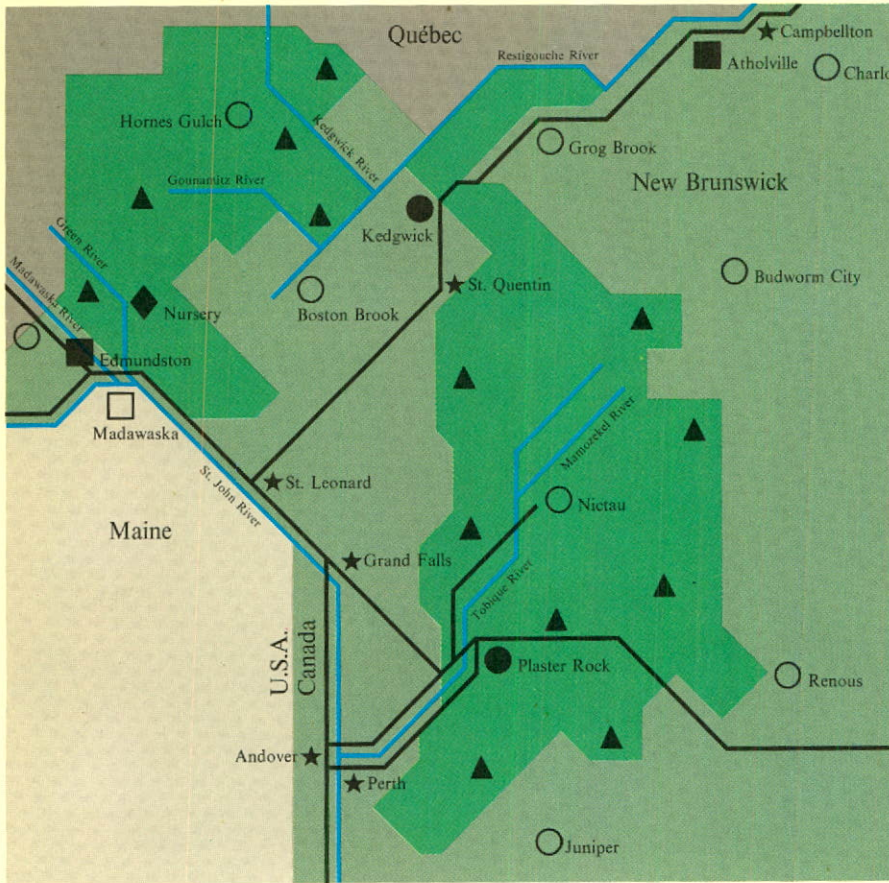 Québec
Campbellton
Restigouche River
Atholville
Charlo
Hornes Gulch
Kedgwick River
Grog Brook
Gounamitz River
New Brunswick
Kedgwick
Green River
Madawaska River
Budworm City
St. Quentin
Nursery
Boston Brook
Edmundston
Madawaska
Mamozekel River
St. Leonard
St. John River
Nictau
Maine
Grand Falls
Tobique River
U.S.A.
Canada
Plaster Rock
Renous
Andover
Perth
Juniper